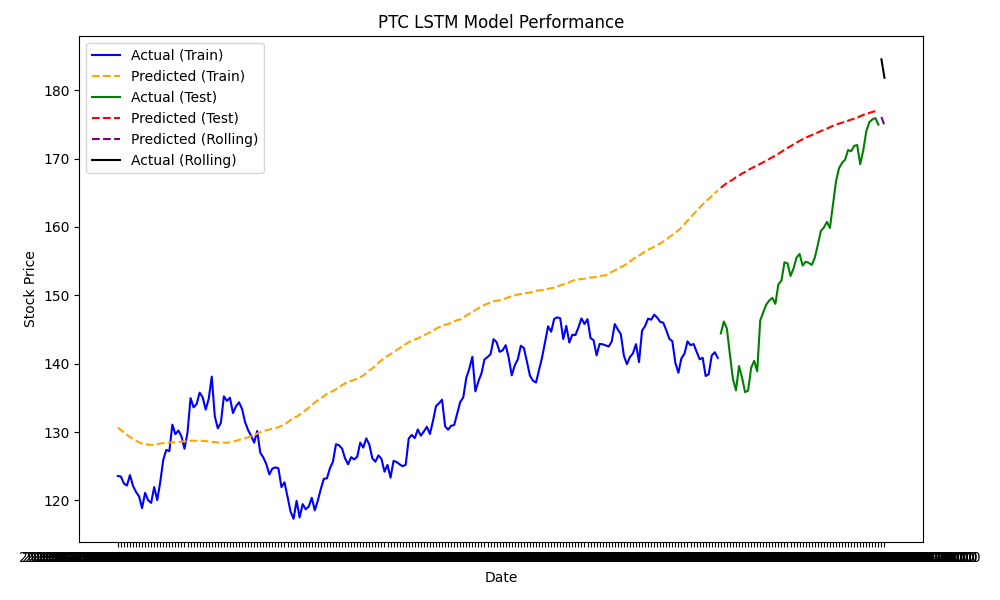 PTC LSTM Model Performance
Actual (Train)
Predicted (Train)
Actual (Test)
Predicted (Test)
Predicted (Rolling)
Actual (Rolling)
Stock Price
180
170
160
150
140
130
120
Date